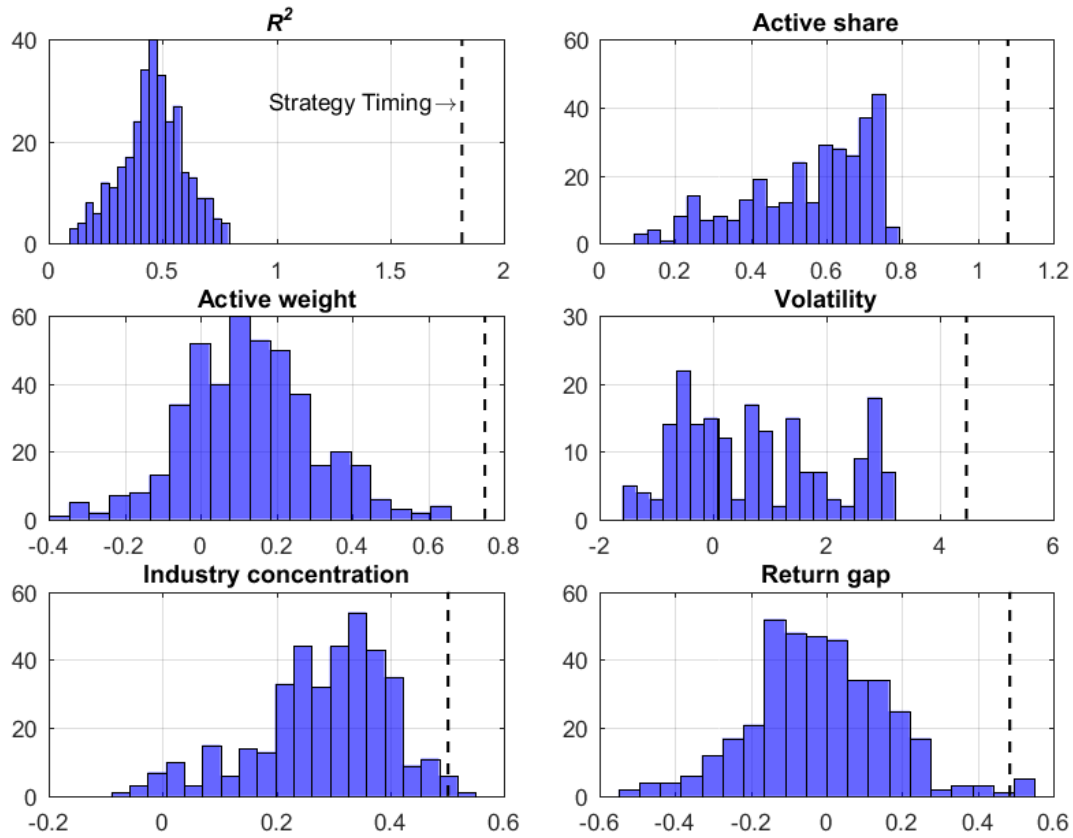 R²
Active share
40
20
0
Strategy Timing→
0 0.5 1 1.5 2
60
40
20
0
0 0.2 0.4 0.6 0.8 1 1.2
Active weight
Volatility
60
40
20
0
-0.4 -0.2 0 0.2 0.4 0.6 0.8
30
20
10
0
-2 0 2 4 6
Industry concentration
Return gap
60
40
20
0
-0.2 0 0.2 0.4 0.6
60
40
20
0
-0.6 -0.4 -0.2 0 0.2 0.4 0.6